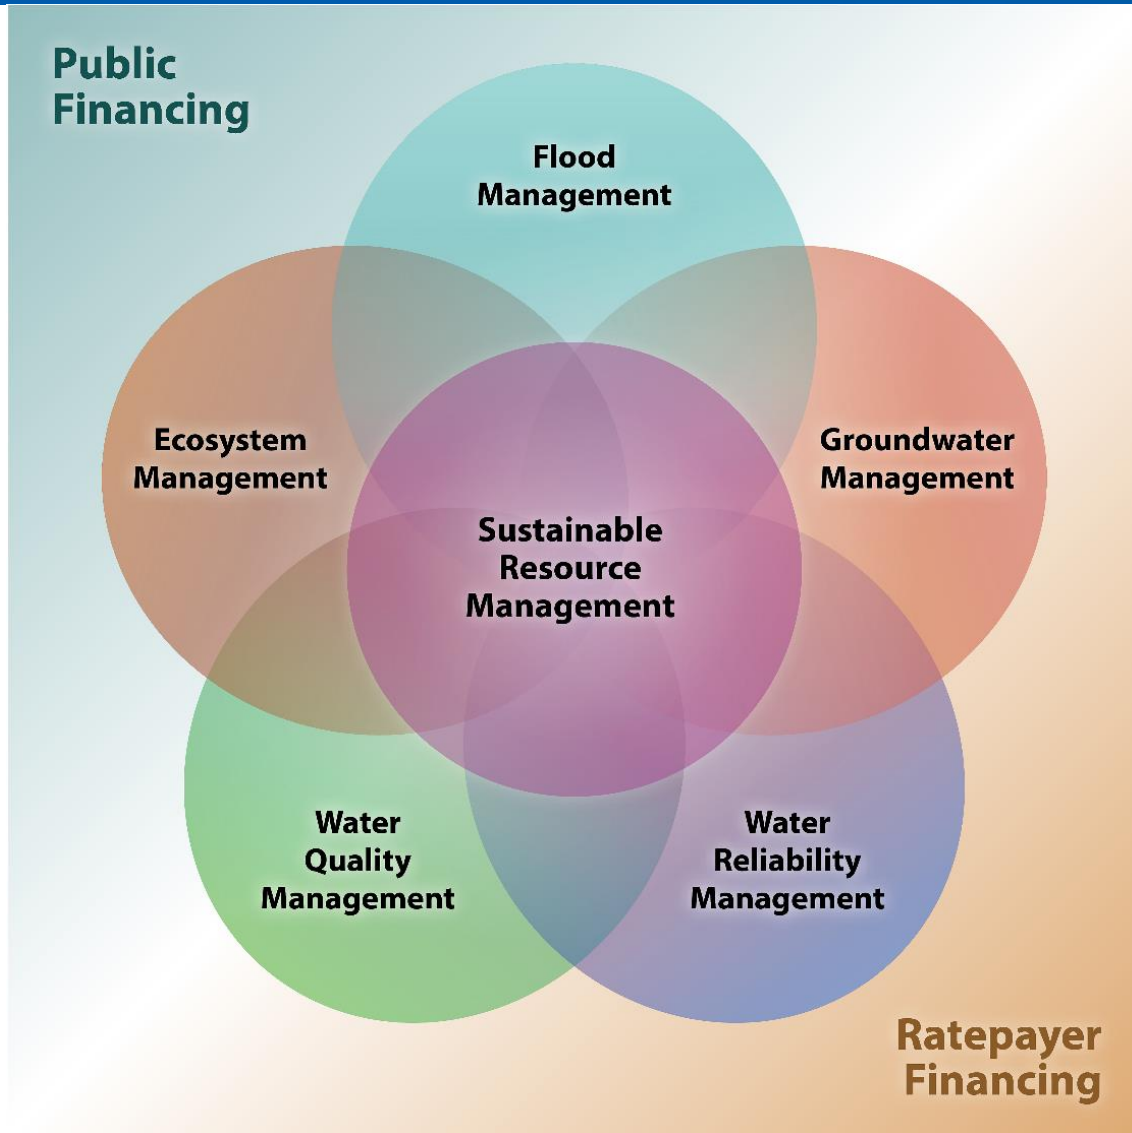 Public
Financing
Flood
Management
Ecosystem
Management
Groundwater
Management
Sustainable
Resource
Management
Water
Quality
Management
Water
Reliability
Management
Ratepayer
Financing